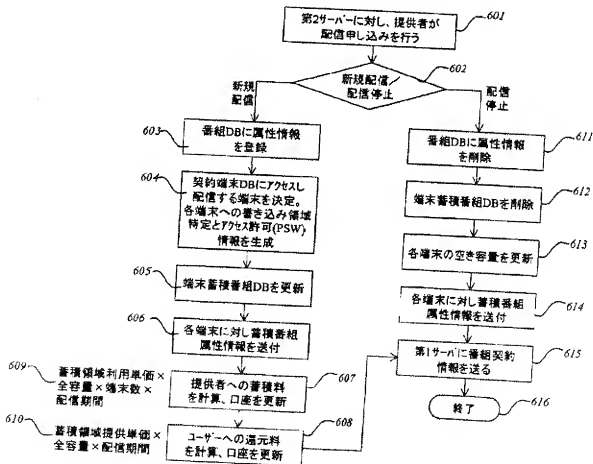 601
第2サーバーに対し、提供者が
配信申し込みを行う
602
新規配信／
配信停止
新規
配信
配信
停止
603
番組DBに属性情報
を登録
604
契約端末DBにアクセスし
配信する端末を決定。
各端末への書き込み領域
特定とアクセス許可(PSW)
情報を生成
605
端末蓄積番組DBを更新
606
各端末に対し蓄積番組
属性情報を送付
609
蓄積領域利用単価×
全容量×端末数×
配信期間
607
提供者への蓄積料
を計算、口座を更新
610
蓄積領域提供単価×
全容量×配信期間
608
ユーザーへの還元料
を計算、口座を更新
611
番組DBに属性情報
を削除
612
端末蓄積番組DBを削除
613
各端末の空き容量を更新
各端末に対し蓄積番組
属性情報を送付
614
第1サーバに番組契約
情報を送る
615
終了
616